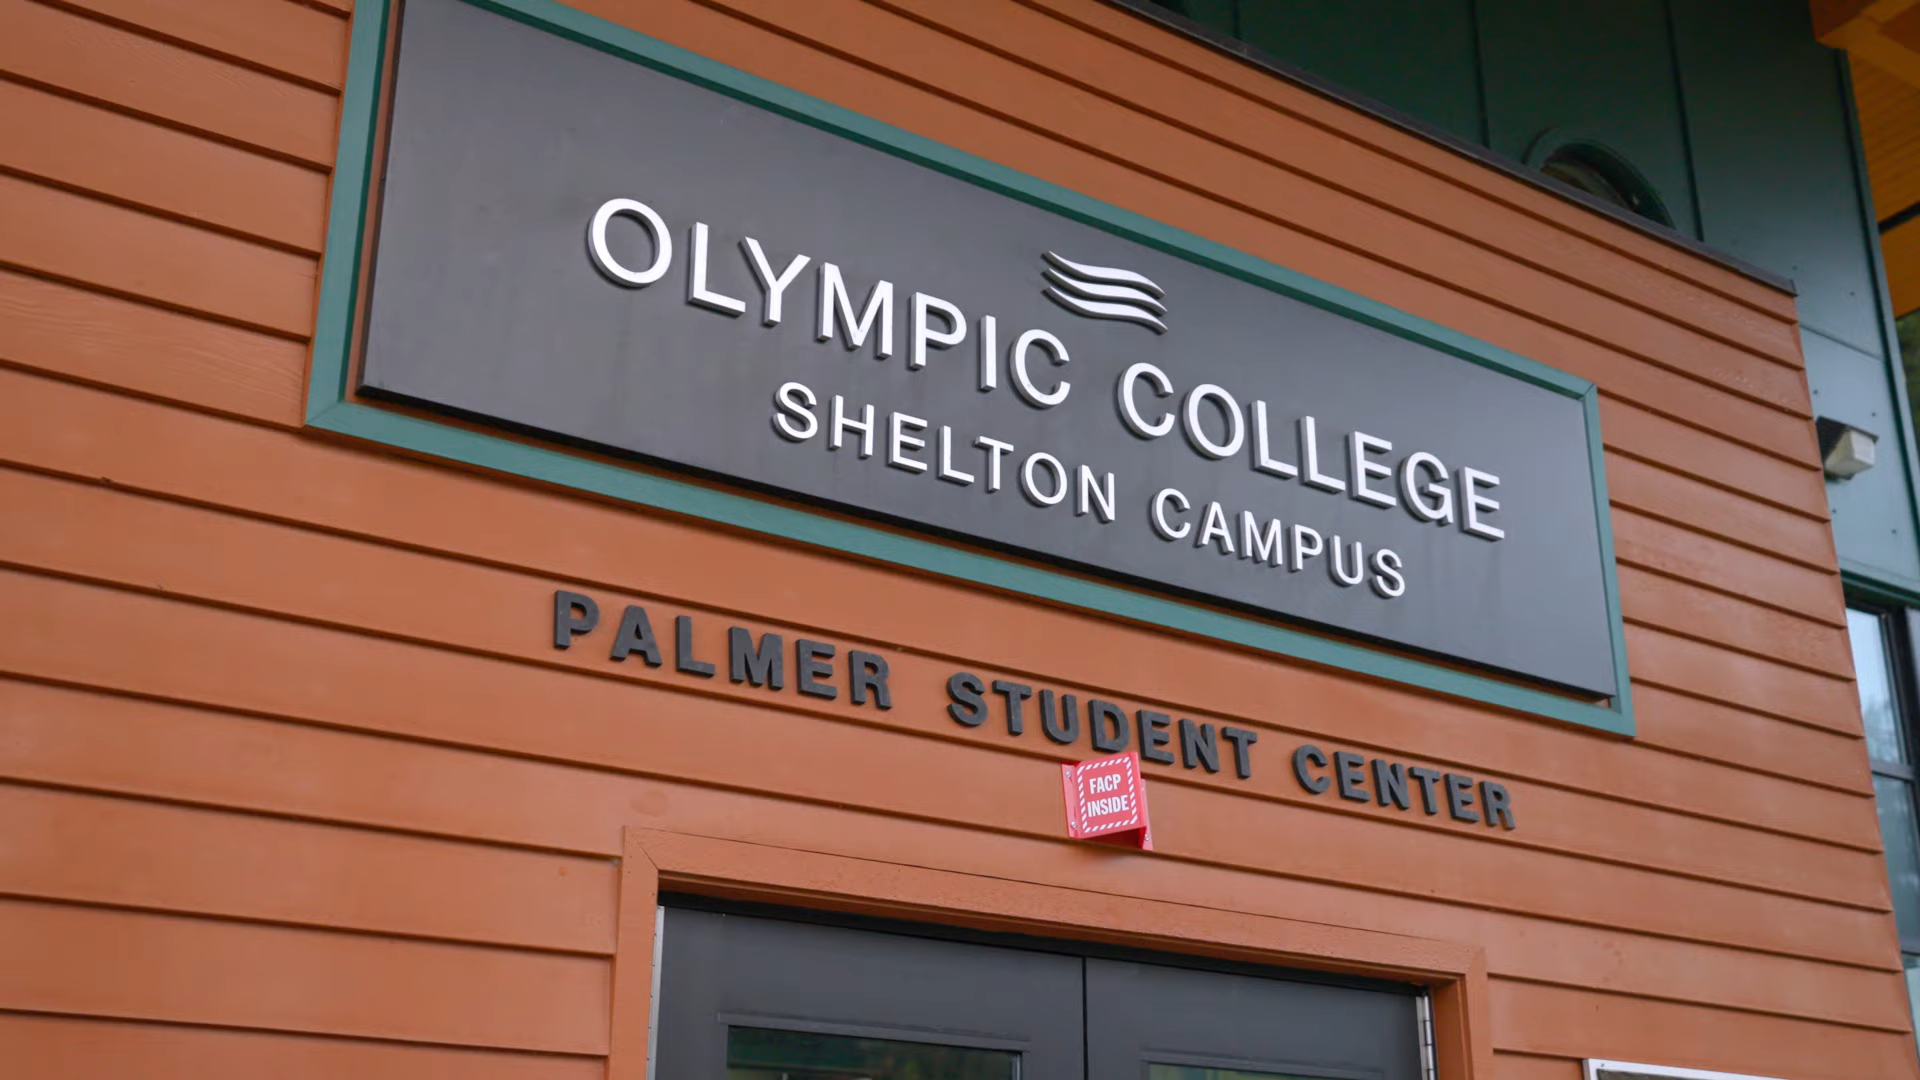 OLYMPIC COLLEGE
SHELTON CAMPUS
PALMER STUDENT CENTER
FACP
INSIDE